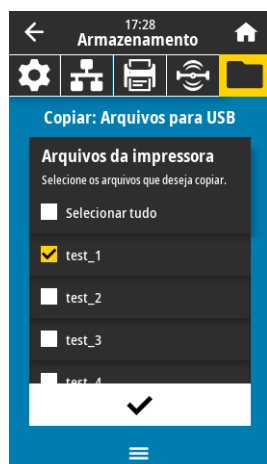 17:28
Armazenamento
Copiar: Arquivos para USB
Arquivos da impressora
Selecione os arquivos que deseja copiar.
Selecionar tudo
test_1
test_2
test_3
test_4